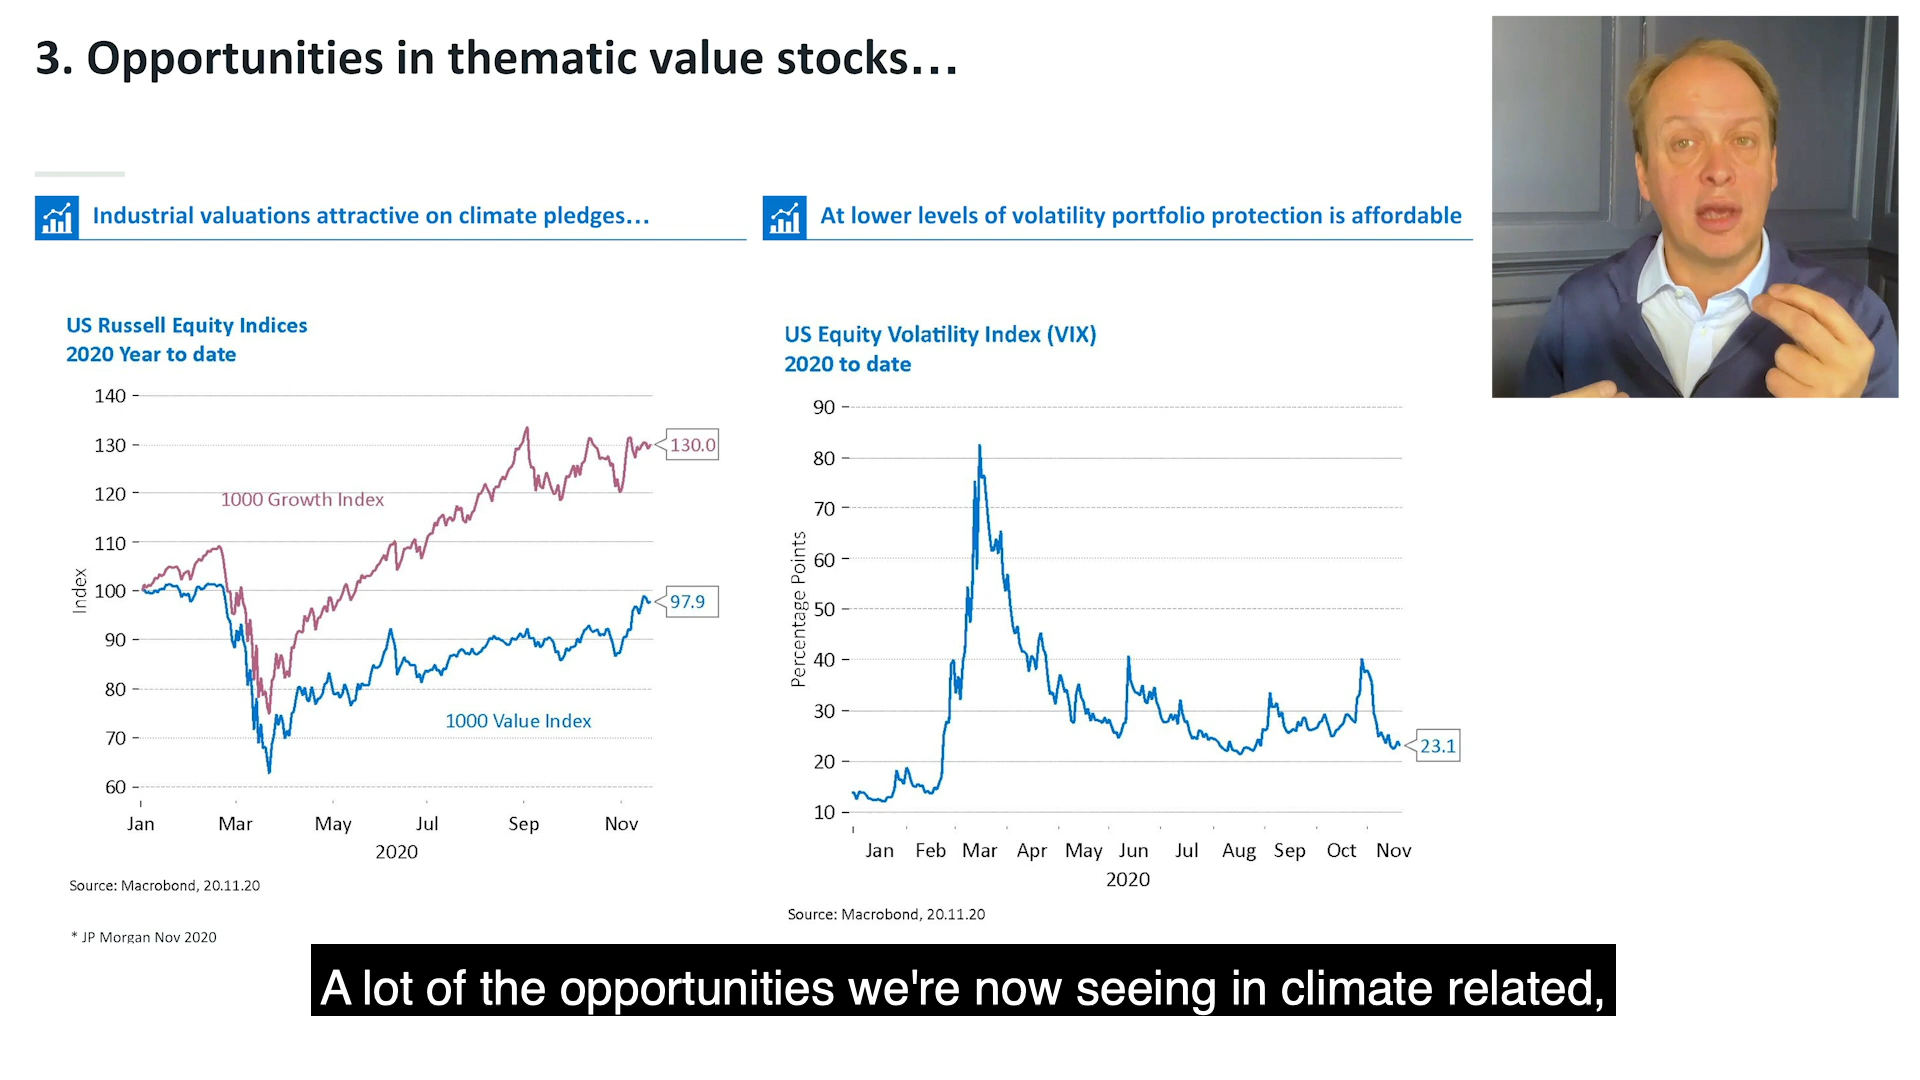 3. Opportunities in thematic value stocks...
Industrial valuations attractive on climate pledges...
US Russell Equity Indices
2020 Year to date
140
130
120
110
100
90
80
70
60
Index
1000 Growth Index
1000 Value Index
130.0
97.9
Jan Mar May Jul Sep Nov
2020
Source: Macrobond, 20.11.20
* JP Morgan Nov 2020
At lower levels of volatility portfolio protection is affordable
US Equity Volatility Index (VIX)
2020 to date
90
80
70
60
50
40
30
20
10
Percentage Points
23.1
Jan Feb Mar Apr May Jun Jul Aug Sep Oct Nov
2020
Source: Macrobond, 20.11.20
A lot of the opportunities we're now seeing in climate related,